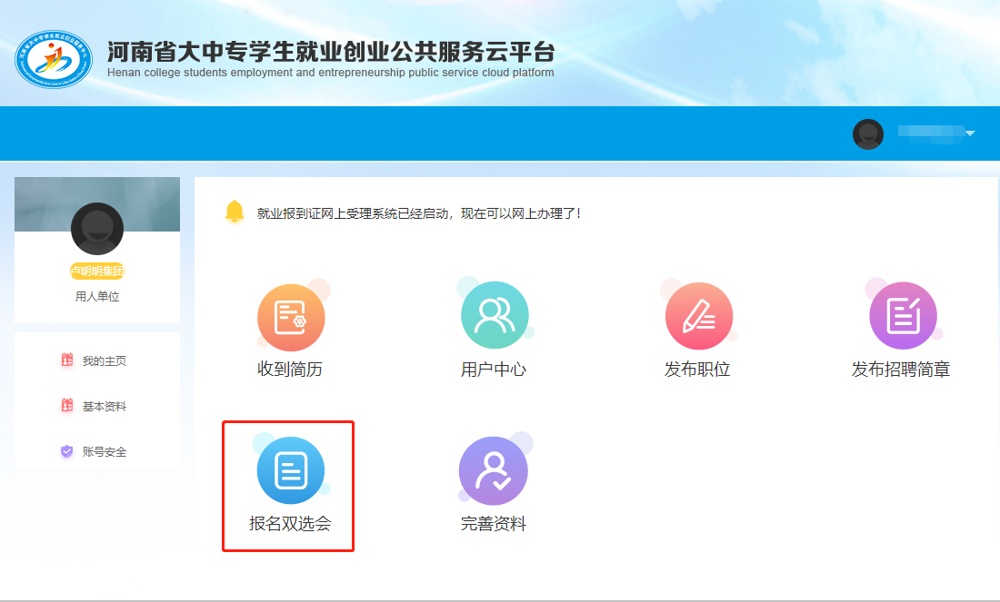 河南省大中专学生就业创业公共服务云平台
Henan college students employment and entrepreneurship public service cloud platform
卢明明集团
用人单位
我的主页
基本资料
账号安全
就业报到证网上受理系统已经启动，现在可以网上办理了！
收到简历
用户中心
发布职位
发布招聘简章
报名双选会
完善资料